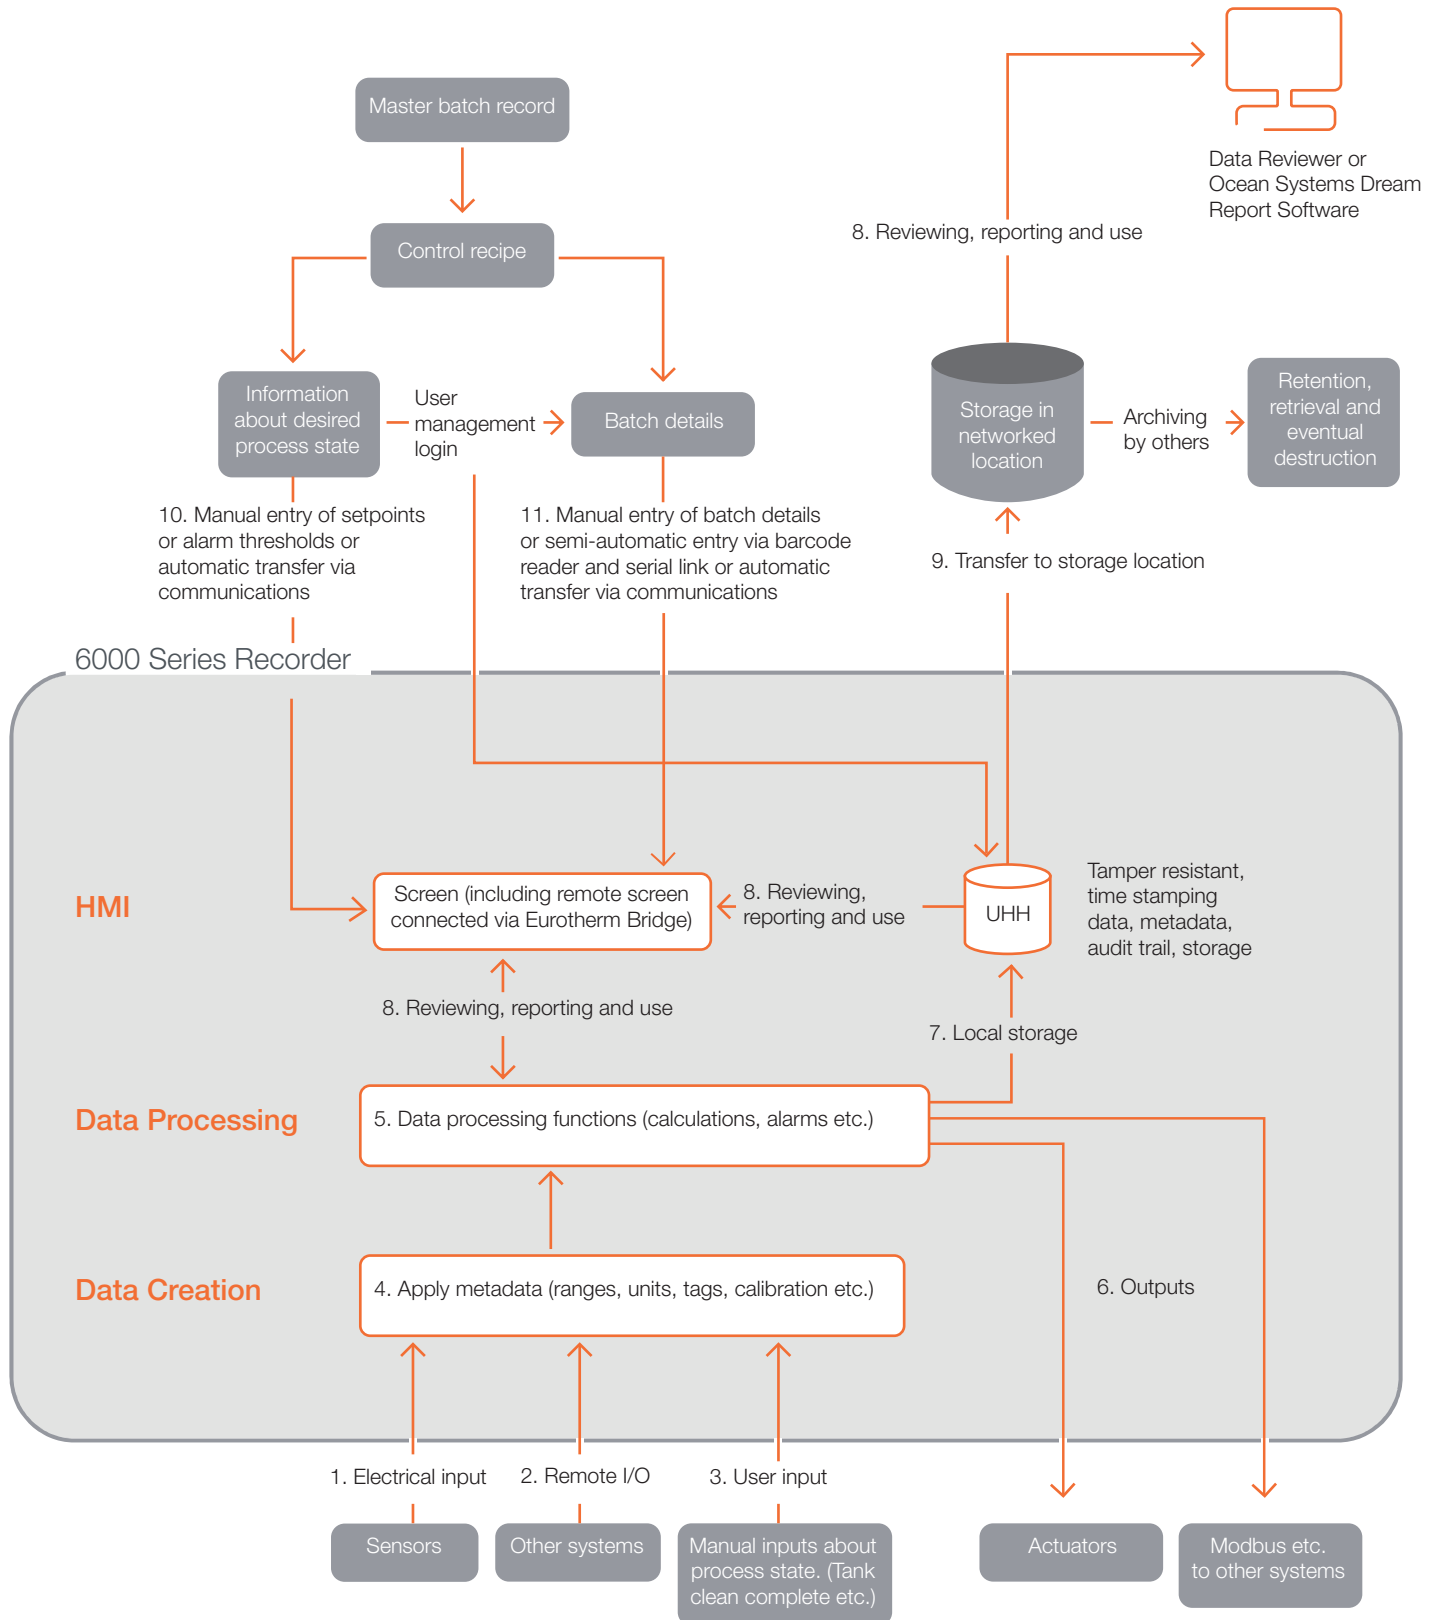 Master batch record
Data Reviewer or
Ocean Systems Dream
Report Software
8. Reviewing, reporting and use
Control recipe
Information
about desired
process state
User
management
login
Batch details
Storage in
networked
location
Archiving
by others
Retention,
retrieval and
eventual
destruction
10. Manual entry of setpoints
or alarm thresholds or
automatic transfer via
communications
11. Manual entry of batch details
or semi-automatic entry via barcode
reader and serial link or automatic
transfer via communications
9. Transfer to storage location
6000 Series Recorder
HMI
Screen (including remote screen
connected via Eurotherm Bridge)
8. Reviewing,
reporting and use
UHH
Tamper resistant,
time stamping
data, metadata,
audit trail, storage
8. Reviewing, reporting and use
7. Local storage
Data Processing
5. Data processing functions (calculations, alarms etc.)
Data Creation
4. Apply metadata (ranges, units, tags, calibration etc.)
6. Outputs
1. Electrical input
2. Remote I/O
3. User input
Sensors
Other systems
Manual inputs about
process state. (Tank
clean complete etc.)
Actuators
Modbus etc.
to other systems